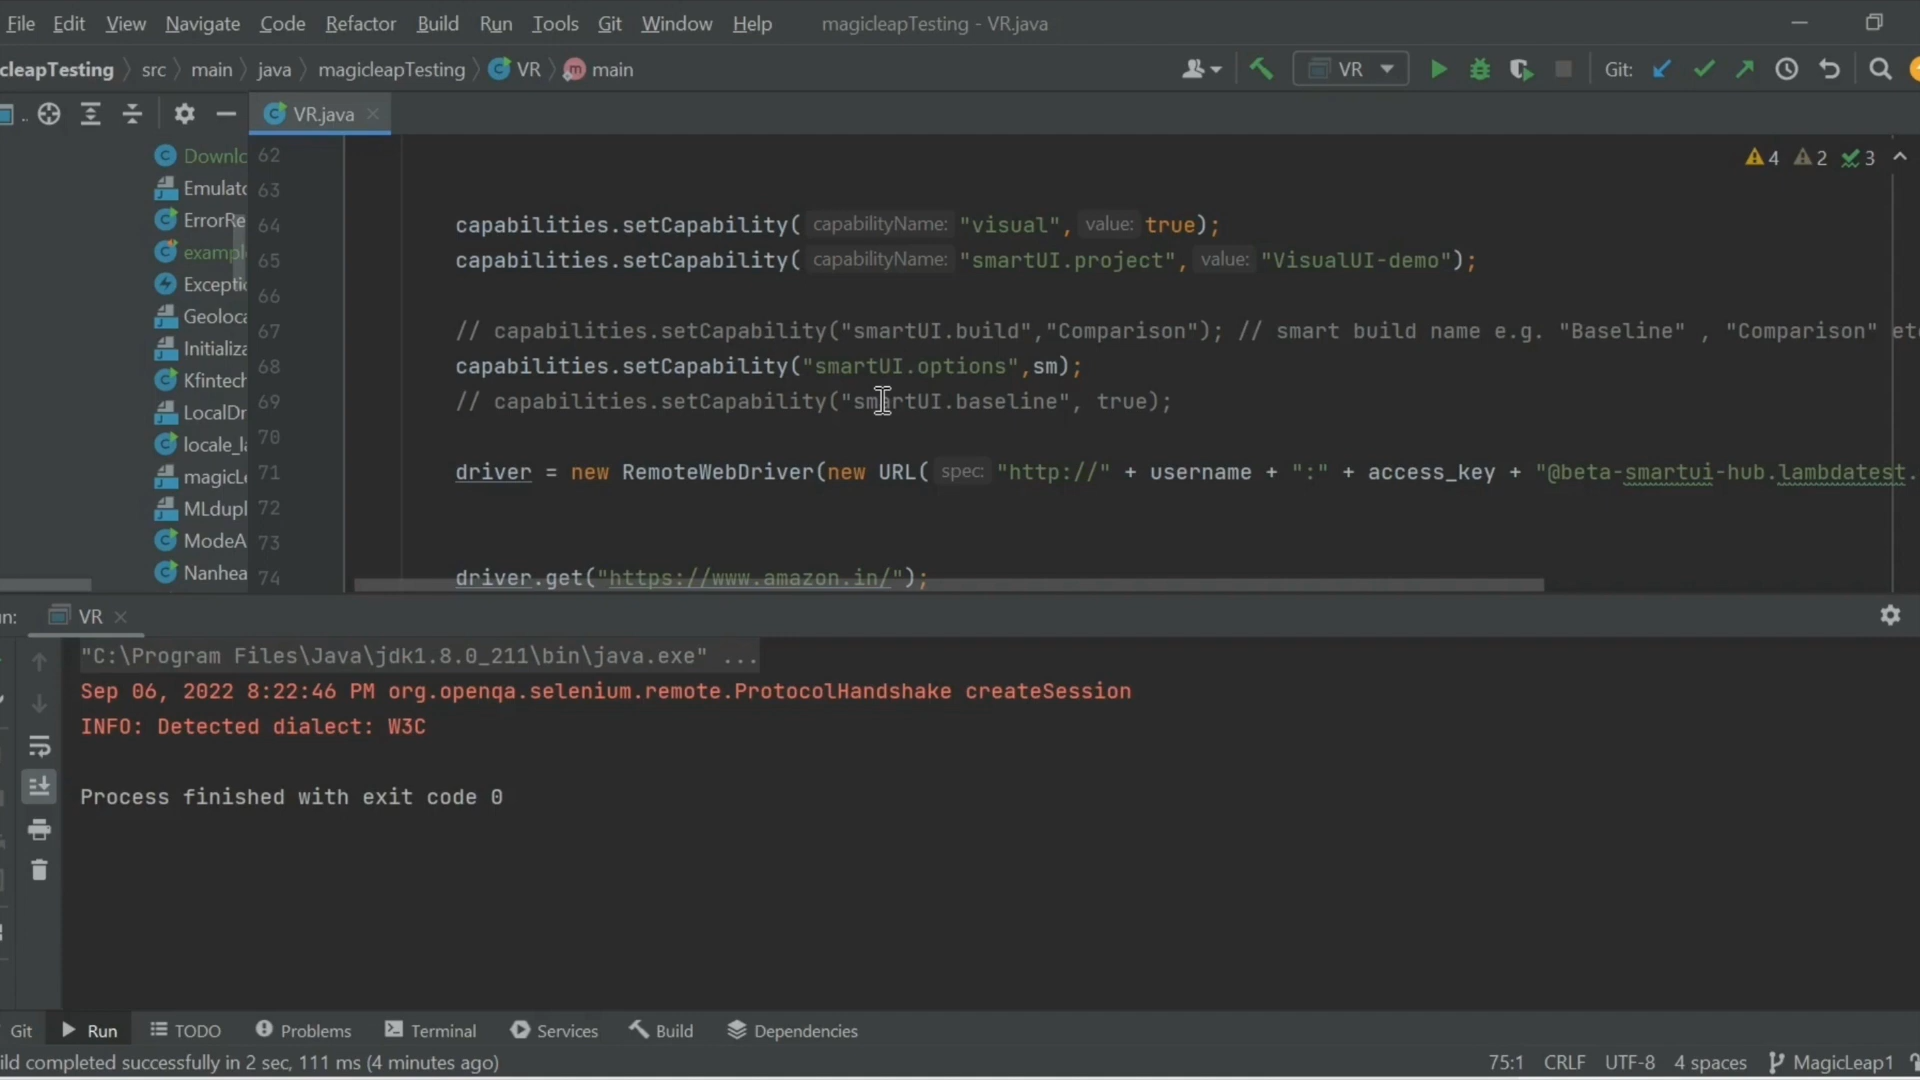 File Edit View Navigate Code Refactor Build Run Tools Git Window Help magicleapTesting - VR.java
cleapTesting src main java magicleapTesting VR main VR Git:
.. VR.java
Downlo
Emulato
ErrorRe
exampl
Excepti
Geoloca
Initializa
Kfintech
LocalDr
locale_la
magicLe
MLdupl
ModeA
Nanhea
4 2 3
62
63
64 capabilities.setCapability( capabilityName: "visual", value: true);
65 capabilities.setCapability( capabilityName: "smartUI.project", value: "VisualUI-demo");
66
67 // capabilities.setCapability("smartUI.build","Comparison"); // smart build name e.g. "Baseline" , "Comparison" etc
68 capabilities.setCapability("smartUI.options",sm);
69 // capabilities.setCapability("smartUI.baseline", true);
70
71 driver = new RemoteWebDriver(new URL( spec: "http://" + username + ":" + access_key + "@beta-smartui-hub.lambdatest.
72
73
74 driver.get("https://www.amazon.in/");
n: VR
"C:\Program Files\Java\jdk1.8.0_211\bin\java.exe" ...
Sep 06, 2022 8:22:46 PM org.openqa.selenium.remote.ProtocolHandshake createSession
INFO: Detected dialect: W3C
Process finished with exit code 0
Git Run TODO Problems Terminal Services Build Dependencies
ild completed successfully in 2 sec, 111 ms (4 minutes ago) 75:1 CRLF UTF-8 4 spaces MagicLeap1